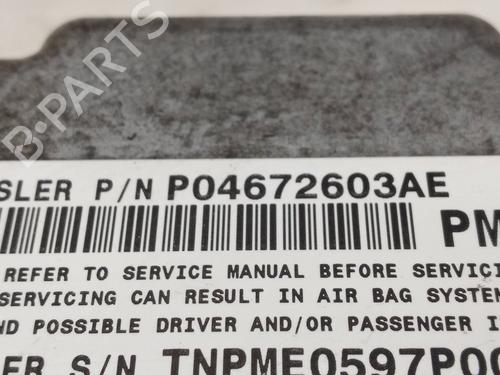 B-PARTS
SLER P/N P04672603AE
PM
REFER TO SERVICE MANUAL BEFORE SERVICI
SERVICING CAN RESULT IN AIR BAG SYSTEM
ND POSSIBLE DRIVER AND/OR PASSENGER I
ER S/N TNPME0597P00